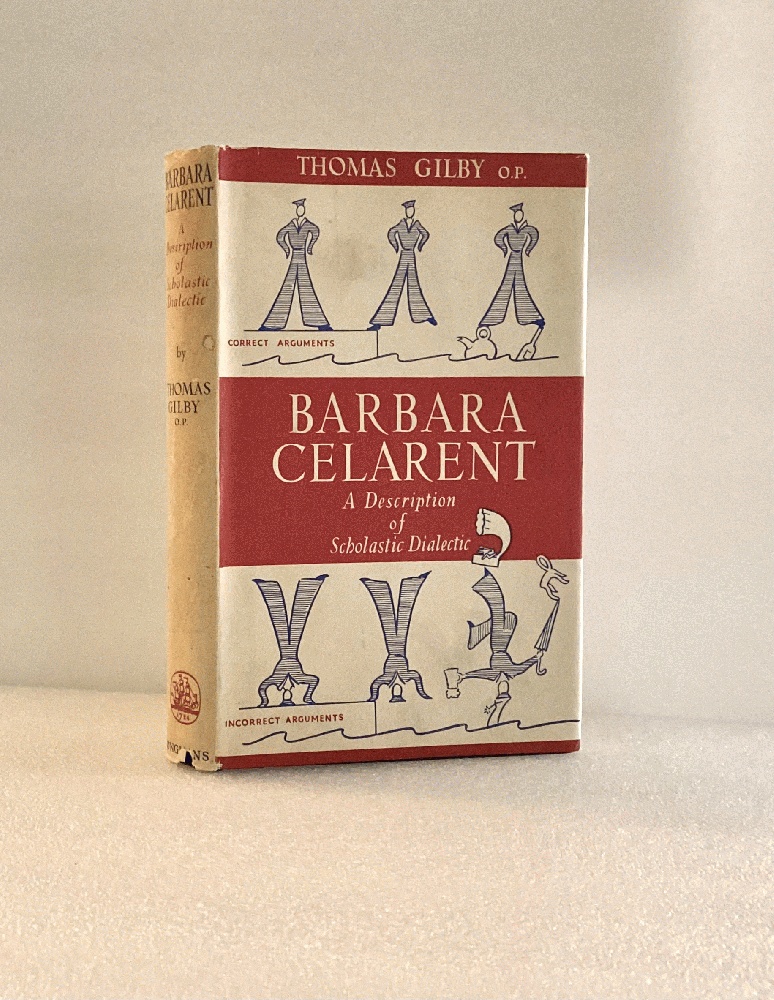 BARBARA
CELARENT
A
Description
of
Scholastic
Dialectic
by
THOMAS
GILBY
O.P.
1724
THOMAS GILBY O.P.
CORRECT ARGUMENTS
BARBARA
CELARENT
A Description
of
Scholastic Dialectic
INCORRECT ARGUMENTS